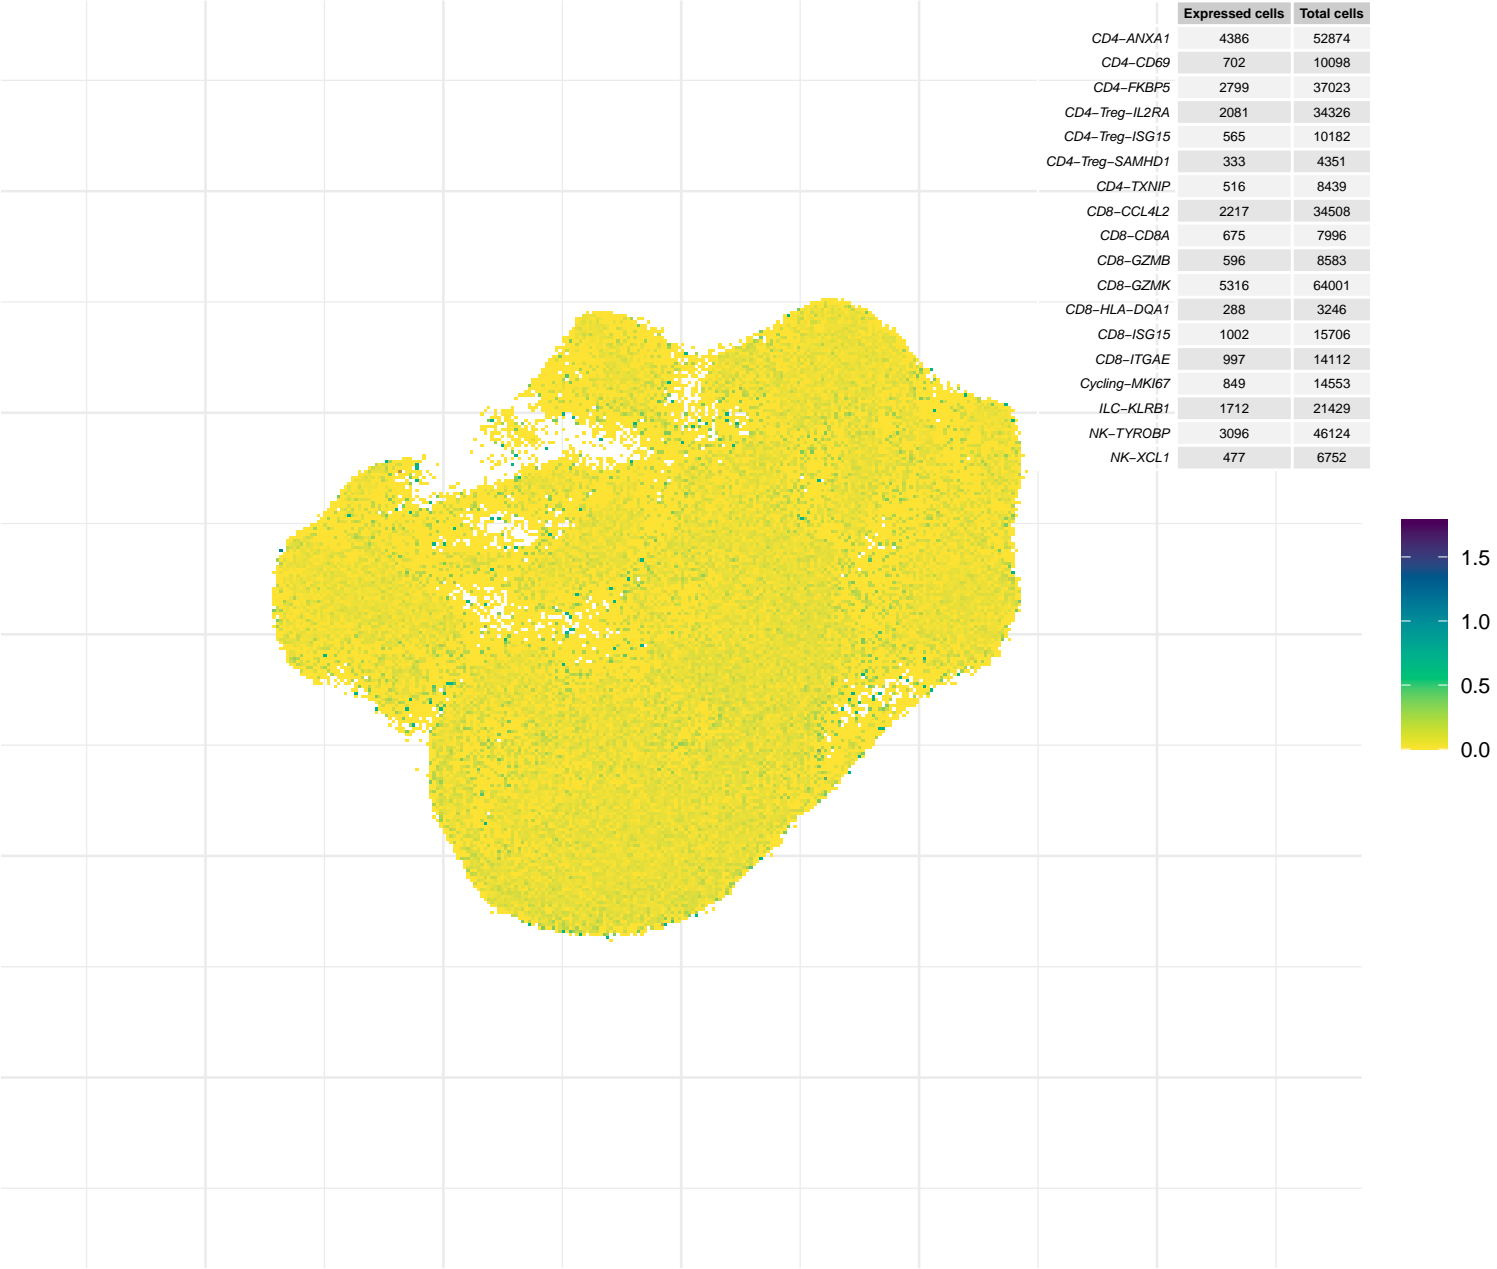 Expressed cells Total cells
CD4−ANXA1 4386 52874
CD4−CD69 702 10098
CD4−FKBP5 2799 37023
CD4−Treg−IL2RA 2081 34326
CD4−Treg−ISG15 565 10182
CD4−Treg−SAMHD1 333 4351
CD4−TXNIP 516 8439
CD8−CCL4L2 2217 34508
CD8−CD8A 675 7996
CD8−GZMB 596 8583
CD8−GZMK 5316 64001
CD8−HLA−DQA1 288 3246
CD8−ISG15 1002 15706
CD8−ITGAE 997 14112
Cycling−MKI67 849 14553
ILC−KLRB1 1712 21429
NK−TYROBP 3096 46124
NK−XCL1 477 6752
1.5
1.0
0.5
0.0